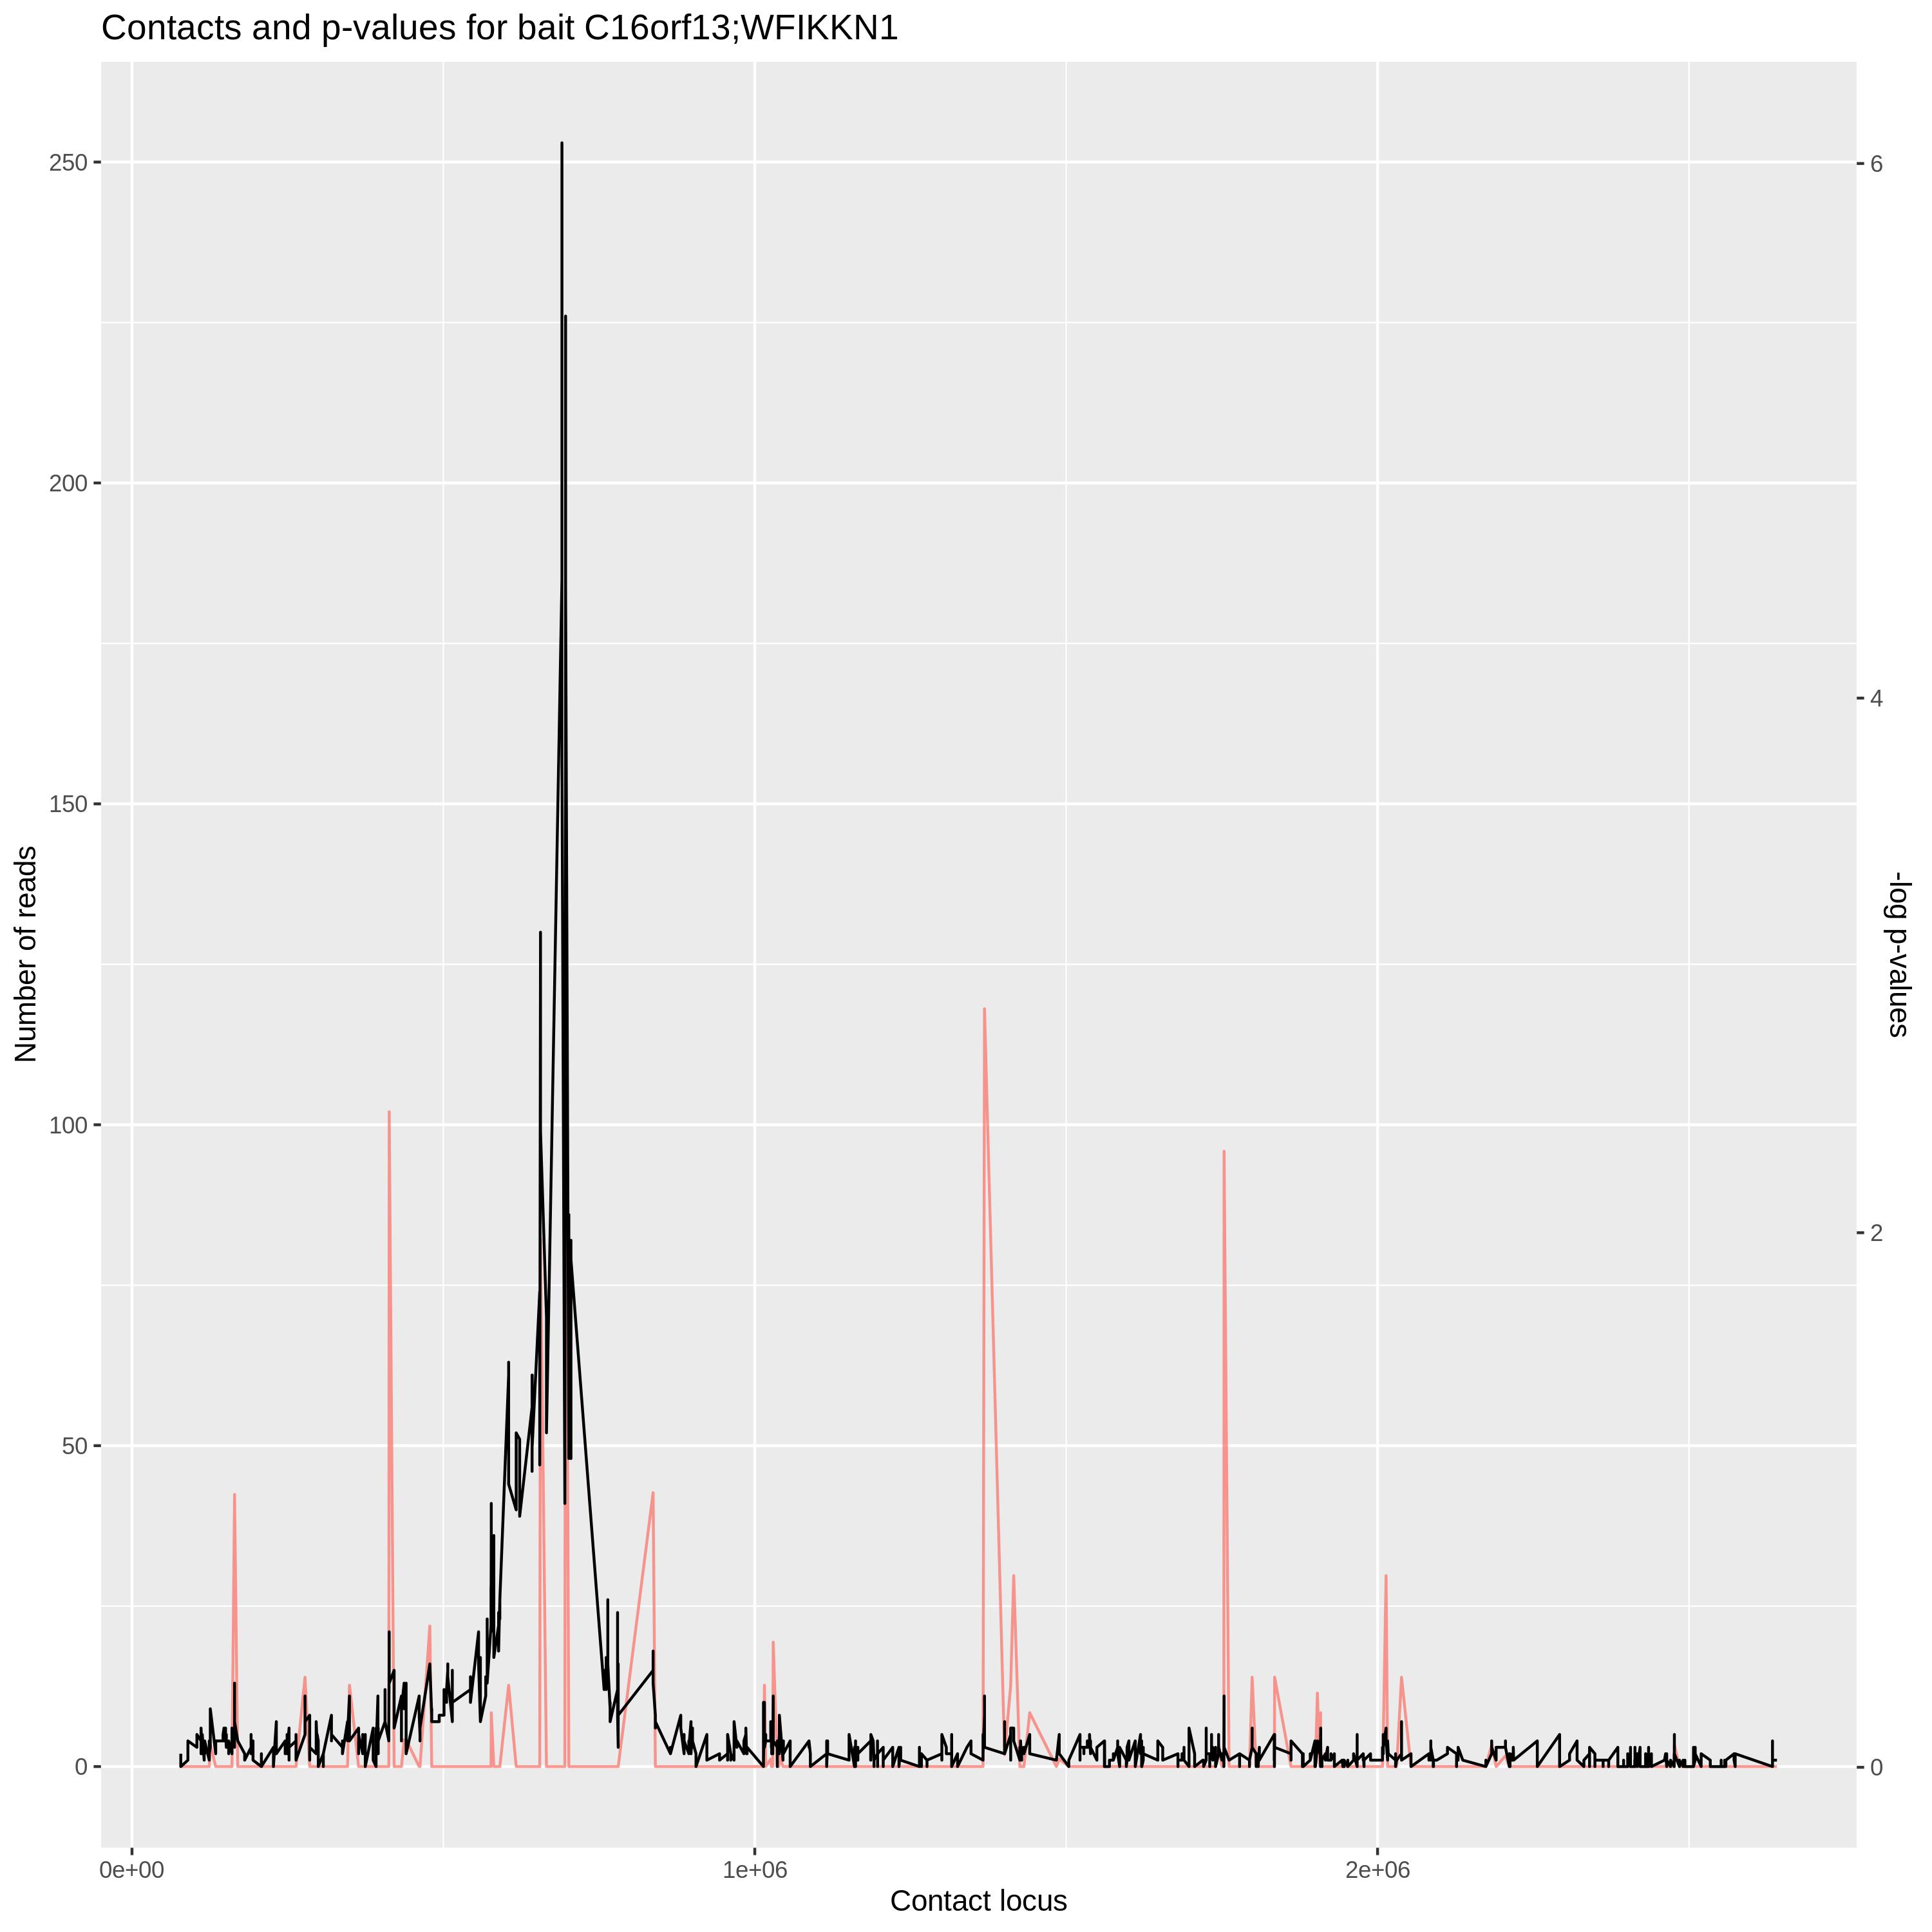 Contacts and p-values for bait C16orf13;WFIKKN1
250
200
150
100
50
0
Number of reads
6
4
2
0
-log p-values
0e+00
1e+06
2e+06
Contact locus